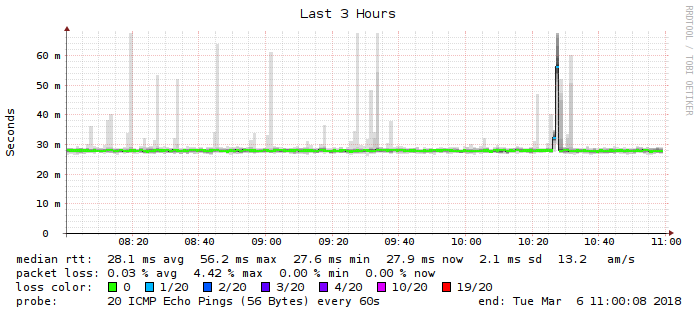 Last 3 Hours
RRDTOOL / TOBI OETIKER
Seconds
60 m
50 m
40 m
30 m
20 m
10 m
0
08:20 08:40 09:00 09:20 09:40 10:00 10:20 10:40 11:00
median rtt: 28.1 ms avg 56.2 ms max 27.6 ms min 27.9 ms now 2.1 ms sd 13.2 am/s
packet loss: 0.03 % avg 4.42 % max 0.00 % min 0.00 % now
loss color: 0 1/20 2/20 3/20 4/20 10/20 19/20
probe: 20 ICMP Echo Pings (56 Bytes) every 60s end: Tue Mar 6 11:00:08 2018